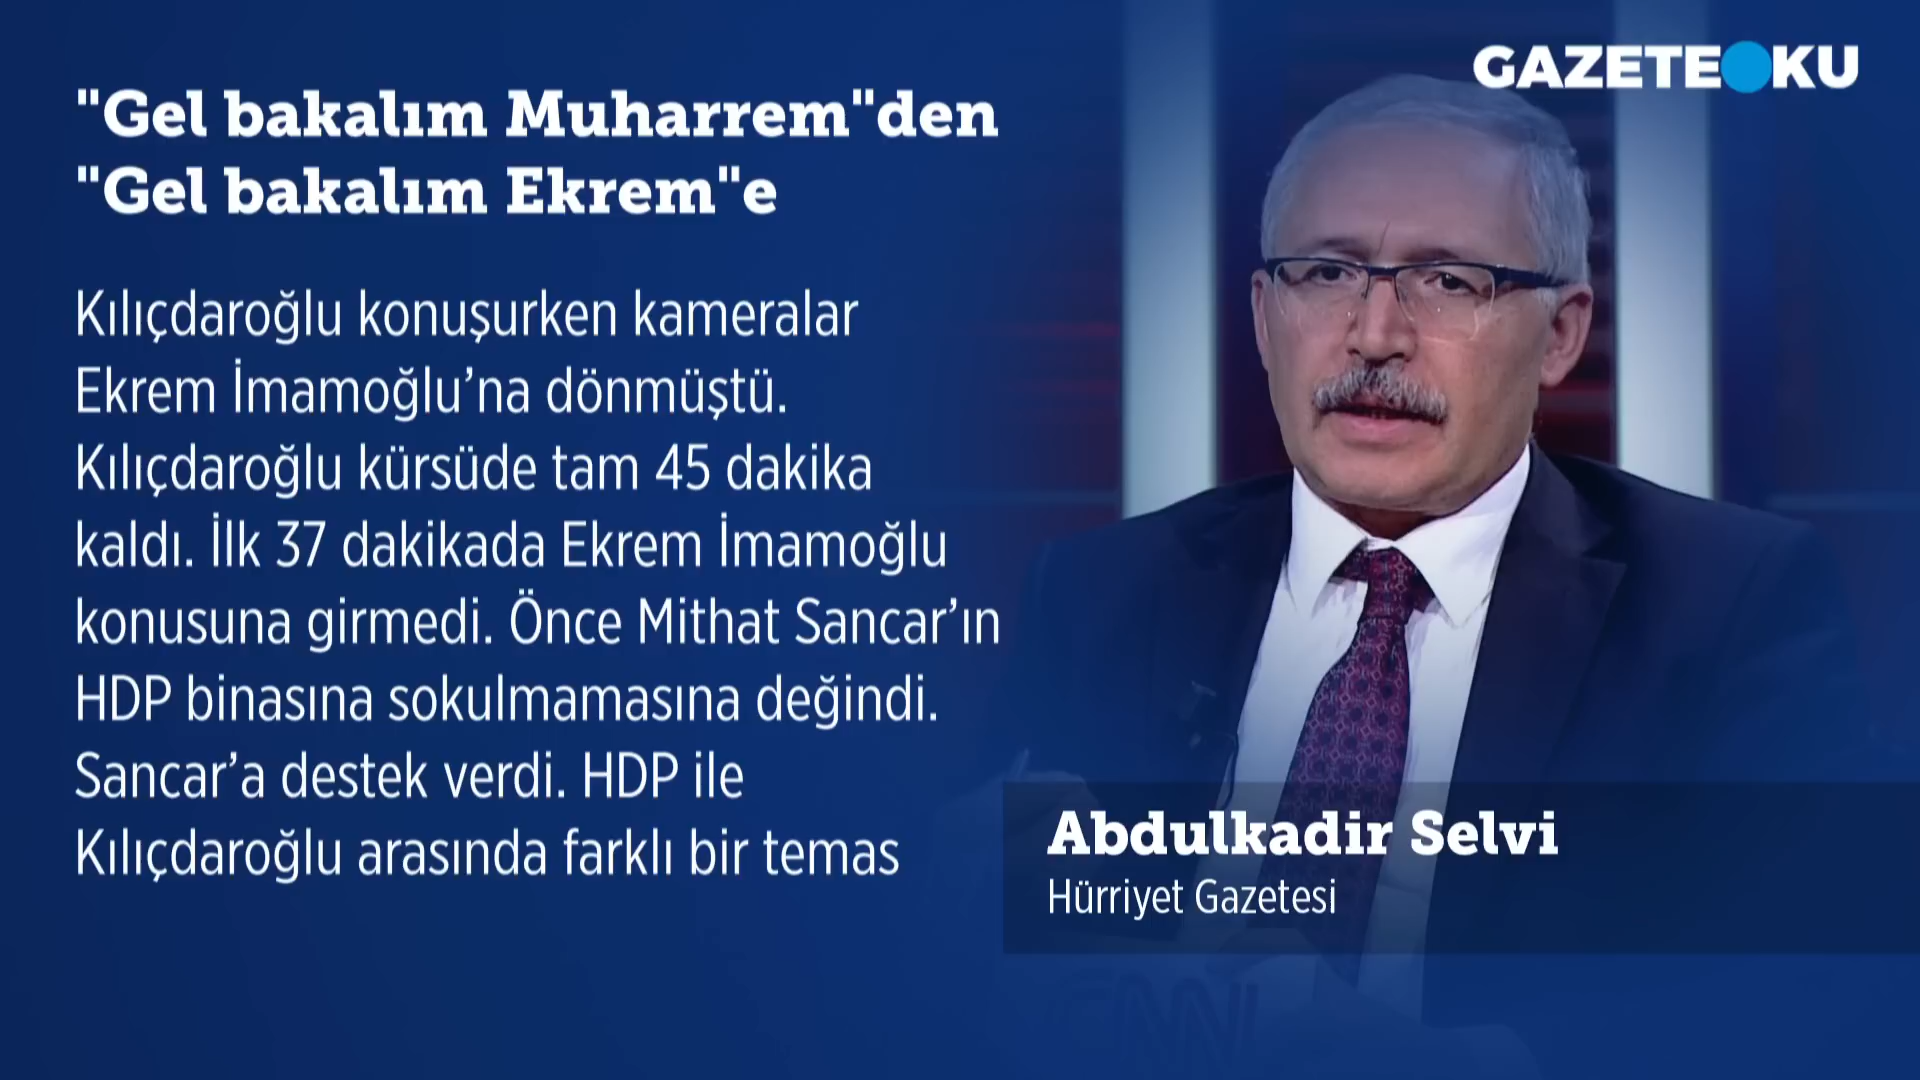 GAZETE KU
"Gel bakalım Muharrem"den
"Gel bakalım Ekrem"e
Kılıçdaroğlu konuşurken kameralar
Ekrem İmamoğlu’na dönmüştü.
Kılıçdaroğlu kürsüde tam 45 dakika
kaldı. İlk 37 dakikada Ekrem İmamoğlu
konusuna girmedi. Önce Mithat Sancar’ın
HDP binasına sokulmamasına değindi.
Sancar’a destek verdi. HDP ile
Kılıçdaroğlu arasında farklı bir temas
Abdulkadir Selvi
Hürriyet Gazetesi
CNN